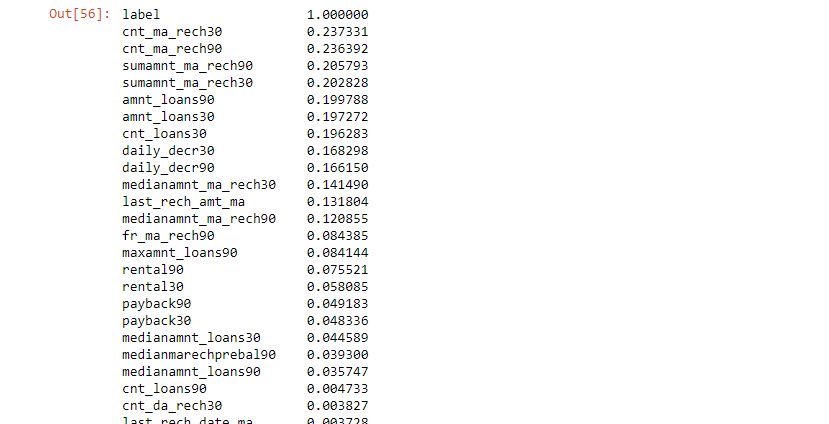 Out[56]: label 1.000000
cnt_ma_rech30 0.237331
cnt_ma_rech90 0.236392
sumamnt_ma_rech90 0.205793
sumamnt_ma_rech30 0.202828
amnt_loans90 0.199788
amnt_loans30 0.197272
cnt_loans30 0.196283
daily_decr30 0.168298
daily_decr90 0.166150
medianamnt_ma_rech30 0.141490
last_rech_amt_ma 0.131804
medianamnt_ma_rech90 0.120855
fr_ma_rech90 0.084385
maxamnt_loans90 0.084144
rental90 0.075521
rental30 0.058085
payback90 0.049183
payback30 0.048336
medianamnt_loans30 0.044589
medianmarechprebal90 0.039300
medianamnt_loans90 0.035747
cnt_loans90 0.004733
cnt_da_rech30 0.003827
last_rech_date_ma 0.003728